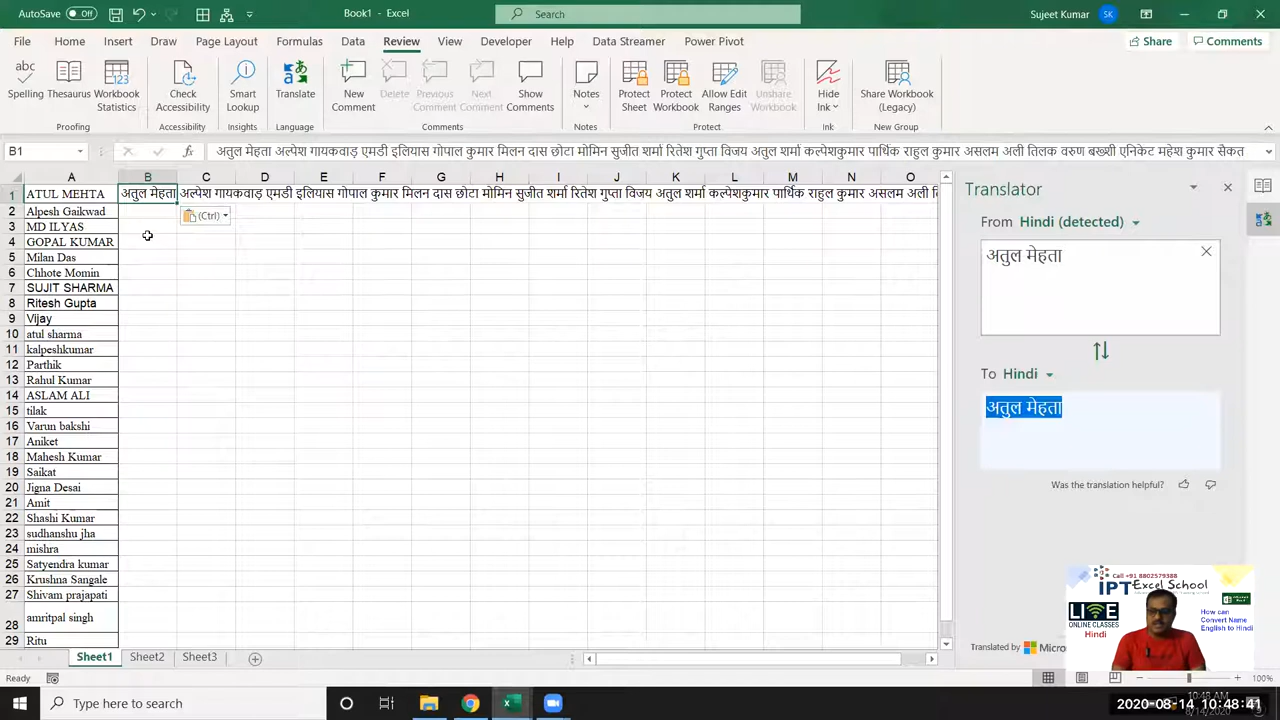 AutoSave Off Book1 - Excel Search Sujeet Kumar SK
File Home Insert Draw Page Layout Formulas Data Review View Developer Help Data Streamer Power Pivot Share Comments
Spelling Thesaurus Workbook Statistics Check Accessibility Smart Lookup Translate New Comment Delete Previous Comment Next Comment Show Comments Notes Protect Sheet Protect Workbook Allow Edit Ranges Unshare Workbook Hide Ink Share Workbook (Legacy)
Proofing Accessibility Insights Language Comments Notes Protect Ink New Group
B1 fx अतुल मेहता अल्पेश गायकवाड़ एमडी इलियास गोपाल कुमार मिलन दास छोटा मोमिन सुजीत शर्मा रितेश गुप्ता विजय अतुल शर्मा कल्पेशकुमार पार्थिक राहुल कुमार असलम अली तिलक वरुण बख्शी एनिकेट महेश कुमार सैकत
A B C D E F G H I J K L M N O
1 ATUL MEHTA अतुल मेहता अल्पेश गायकवाड़ एमडी इलियास गोपाल कुमार मिलन दास छोटा मोमिन सुजीत शर्मा रितेश गुप्ता विजय अतुल शर्मा कल्पेशकुमार पार्थिक राहुल कुमार असलम अली
2 Alpesh Gaikwad (Ctrl)
3 MD ILYAS
4 GOPAL KUMAR
5 Milan Das
6 Chhote Momin
7 SUJIT SHARMA
8 Ritesh Gupta
9 Vijay
10 atul sharma
11 kalpeshkumar
12 Parthik
13 Rahul Kumar
14 ASLAM ALI
15 tilak
16 Varun bakshi
17 Aniket
18 Mahesh Kumar
19 Saikat
20 Jigna Desai
21 Amit
22 Shashi Kumar
23 sudhanshu jha
24 mishra
25 Satyendra kumar
26 Krushna Sangale
27 Shivam prajapati
28 amritpal singh
29 Ritu
Translator
From Hindi (detected)
अतुल मेहता
To Hindi
अतुल मेहता
Was the translation helpful?
Translated by
Call +91 8802579388
IPT Excel School
LIVE
ONLINE CLASSES
Hindi
How can
Convert Name
English to Hindi
Sheet1 Sheet2 Sheet3
Ready 100%
Type here to search
2020-08-14 10:48:41